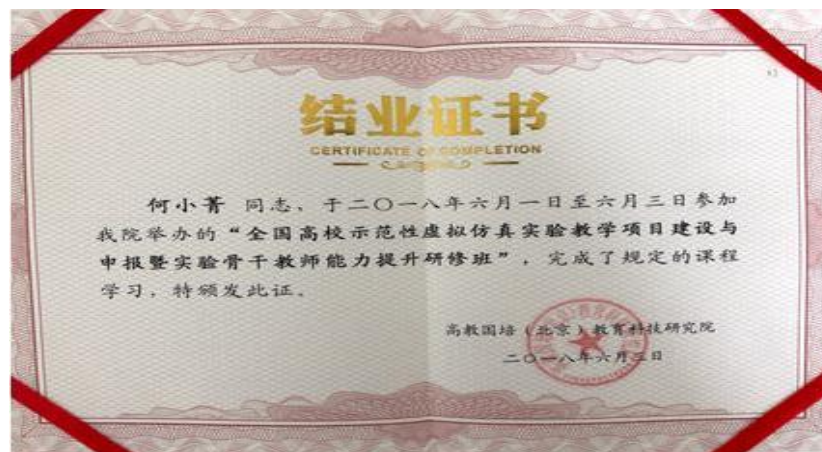 结业证书
CERTIFICATE OF COMPLETION
何小菁 同志、于二〇一八年六月一日至六月三日参加
我院举办的“全国高校示范性虚拟仿真实验教学项目建设与
申报暨实验骨干教师能力提升研修班”，完成了规定的课程
学习，特颁发此证。
高教国培（北京）教育科技研究院
二〇一八年六月三日